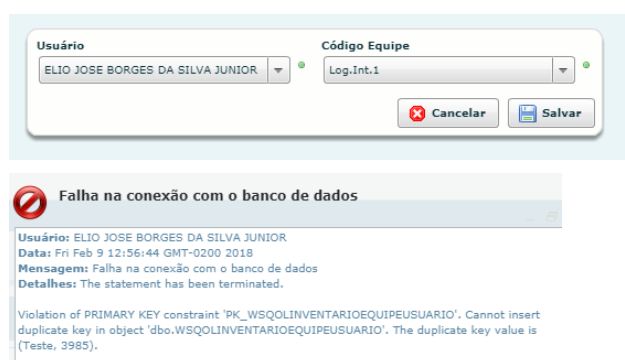 Usuário Código Equipe
ELIO JOSE BORGES DA SILVA JUNIOR Log.Int.1
Cancelar Salvar
Falha na conexão com o banco de dados
Usuário: ELIO JOSE BORGES DA SILVA JUNIOR
Data: Fri Feb 9 12:56:44 GMT-0200 2018
Mensagem: Falha na conexão com o banco de dados
Detalhes: The statement has been terminated.
Violation of PRIMARY KEY constraint 'PK_WSQOLINVENTARIOEQUIPEUSUARIO'. Cannot insert
duplicate key in object 'dbo.WSQOLINVENTARIOEQUIPEUSUARIO'. The duplicate key value is
(Teste, 3985).